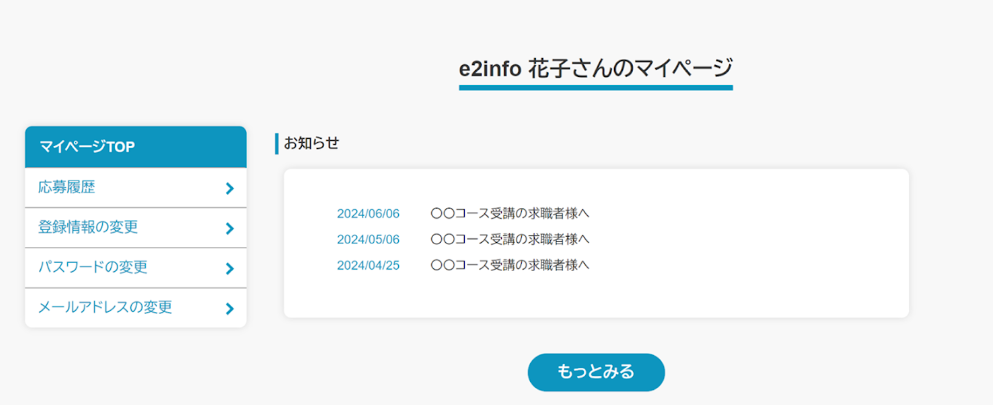 e2info 花子さんのマイページ
マイページTOP
応募履歴
登録情報の変更
パスワードの変更
メールアドレスの変更
お知らせ
2024/06/06 〇〇コース受講の求職者様へ
2024/05/06 〇〇コース受講の求職者様へ
2024/04/25 〇〇コース受講の求職者様へ
もっとみる